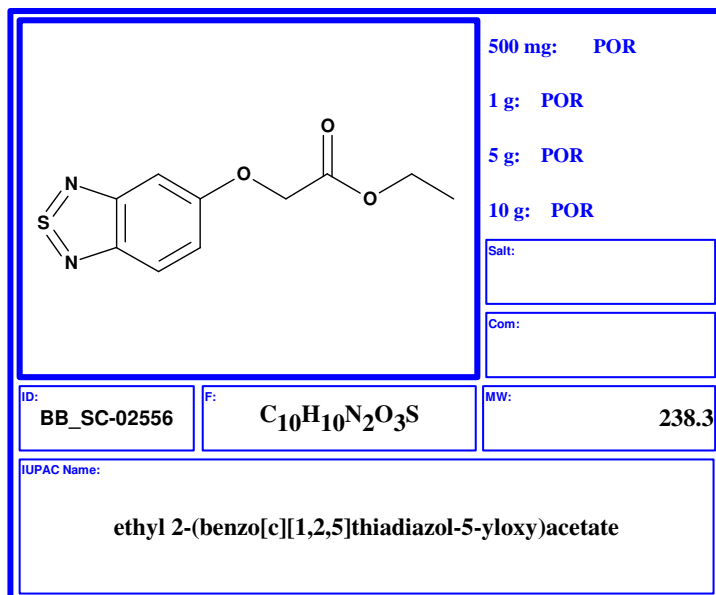 500 mg: POR
1 g: POR
5 g: POR
10 g: POR
O
O
O
N
S
N
Salt:
Com:
ID:
BB_SC-02556
F:
C10H10N2O3S
MW:
238.3
IUPAC Name:
ethyl 2-(benzo[c][1,2,5]thiadiazol-5-yloxy)acetate